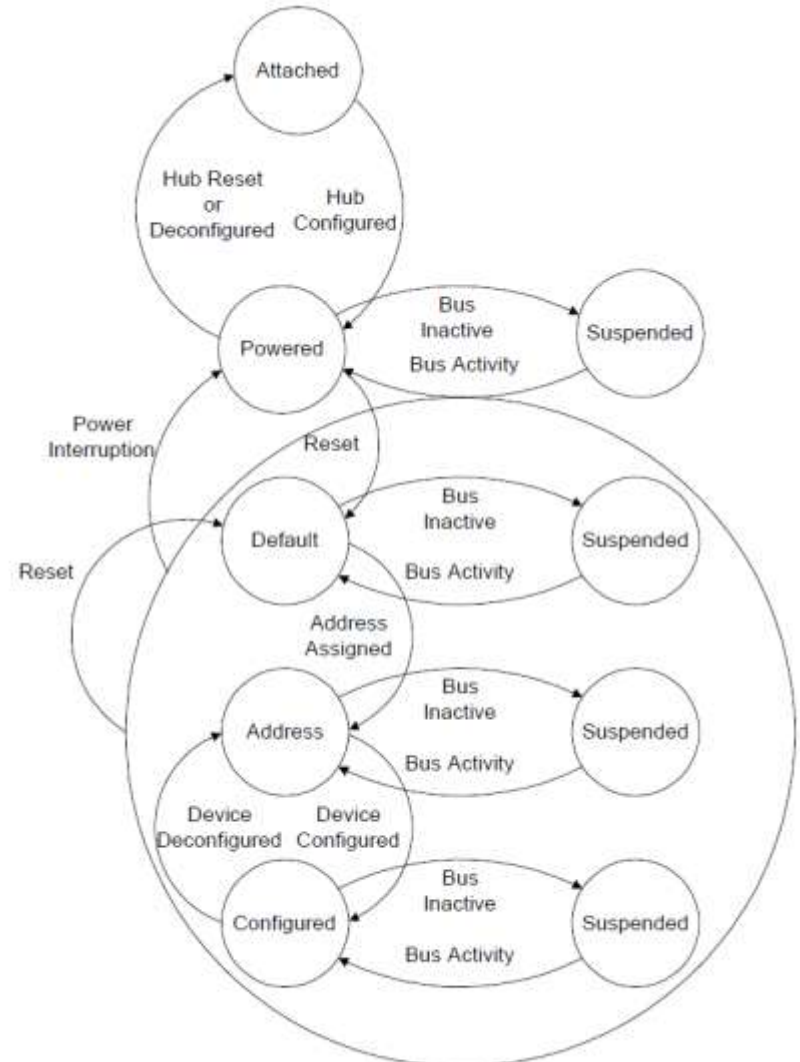 Attached
Hub Reset
or
Deconfigured
Hub
Configured
Powered
Bus
Inactive
Bus Activity
Suspended
Power
Interruption
Reset
Default
Bus
Inactive
Bus Activity
Suspended
Reset
Address
Assigned
Address
Bus
Inactive
Bus Activity
Suspended
Device
Deconfigured
Device
Configured
Configured
Bus
Inactive
Bus Activity
Suspended